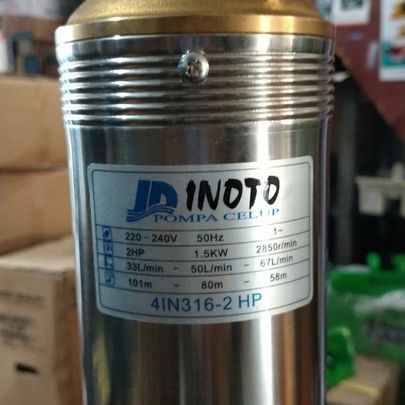 JD INOTO
POMPA CELUP
220-240V 50Hz 1~
2HP 1.5KW 2850r/min
33L/min - 50L/min - 67L/min
101m - 80m - 58m
4IN316-2 HP